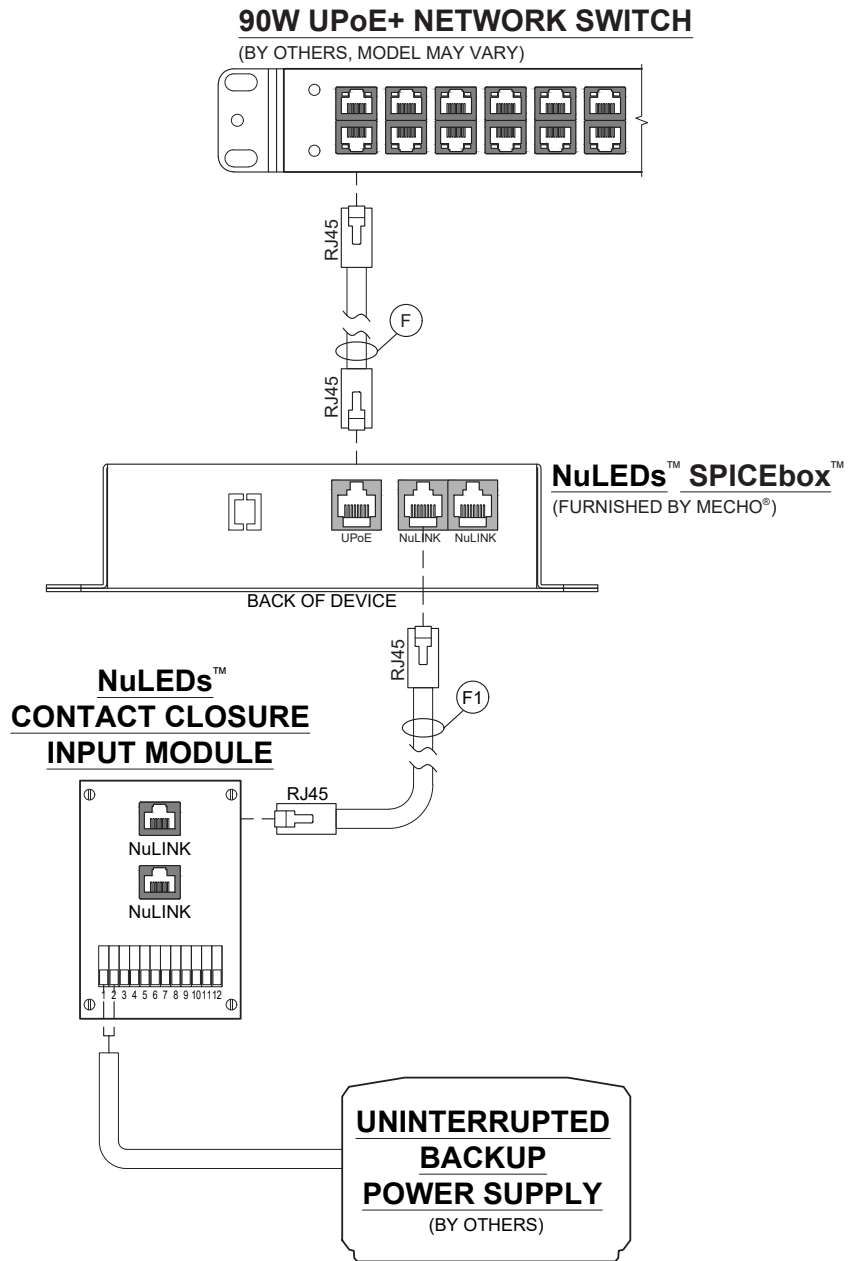 90W UPoE+ NETWORK SWITCH
(BY OTHERS, MODEL MAY VARY)
RJ45
F
RJ45
NuLEDs™ SPICEbox™
(FURNISHED BY MECHO®)
UPoE NuLINK NuLINK
BACK OF DEVICE
RJ45
F1
NuLEDs™
CONTACT CLOSURE
INPUT MODULE
RJ45
NuLINK
NuLINK
1 2 3 4 5 6 7 8 9 10 11 12
UNINTERRUPTED
BACKUP
POWER SUPPLY
(BY OTHERS)